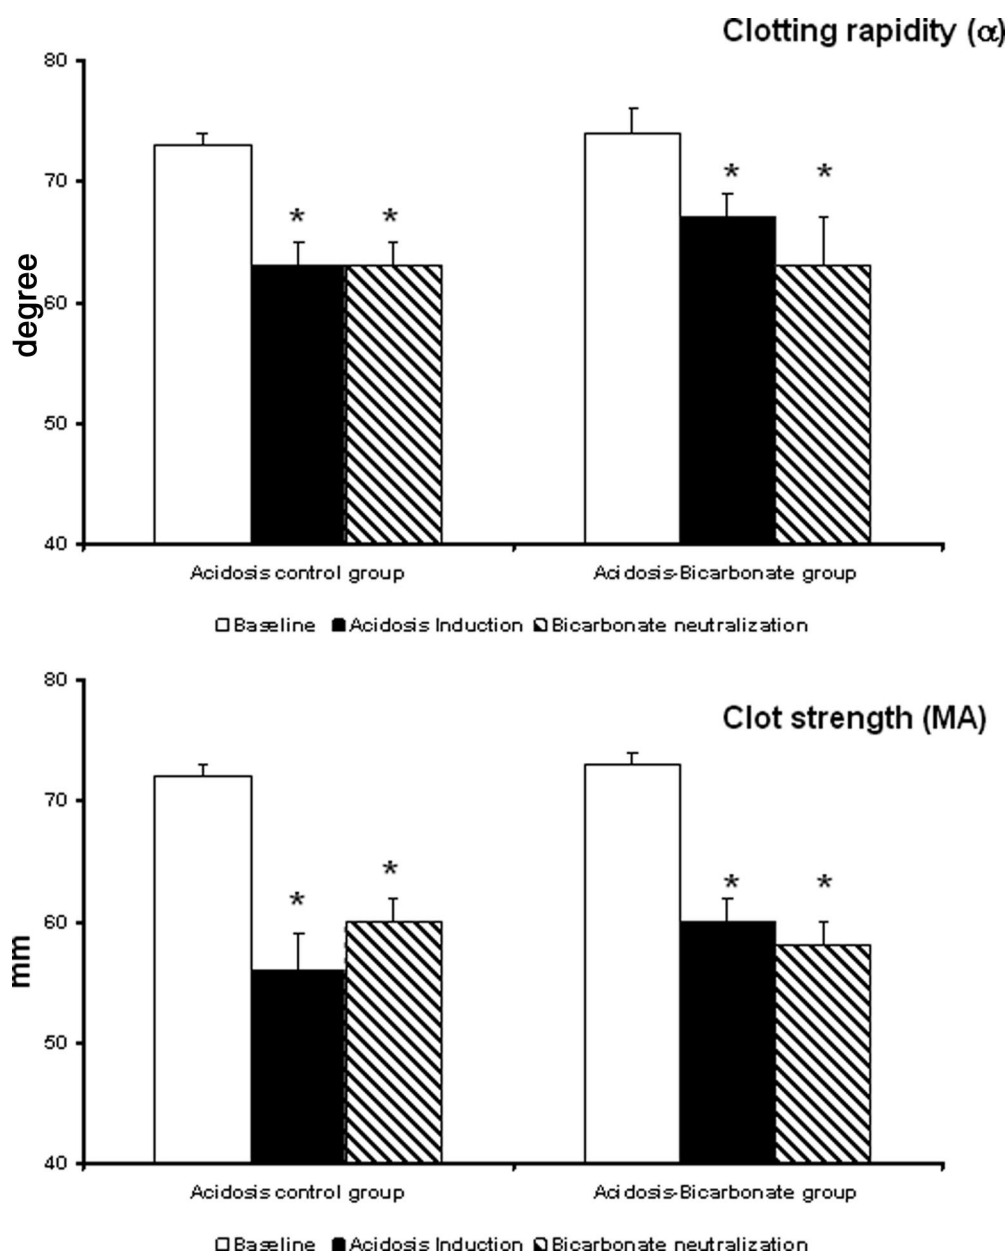 Clotting rapidity (α)
80
70
60
50
40
degree
* * * *
Acidosis control group Acidosis-Bicarbonate group
Baseline Acidosis Induction Bicarbonate neutralization
Clot strength (MA)
80
70
60
50
40
mm
* * * *
Acidosis control group Acidosis-Bicarbonate group
Baseline Acidosis Induction Bicarbonate neutralization